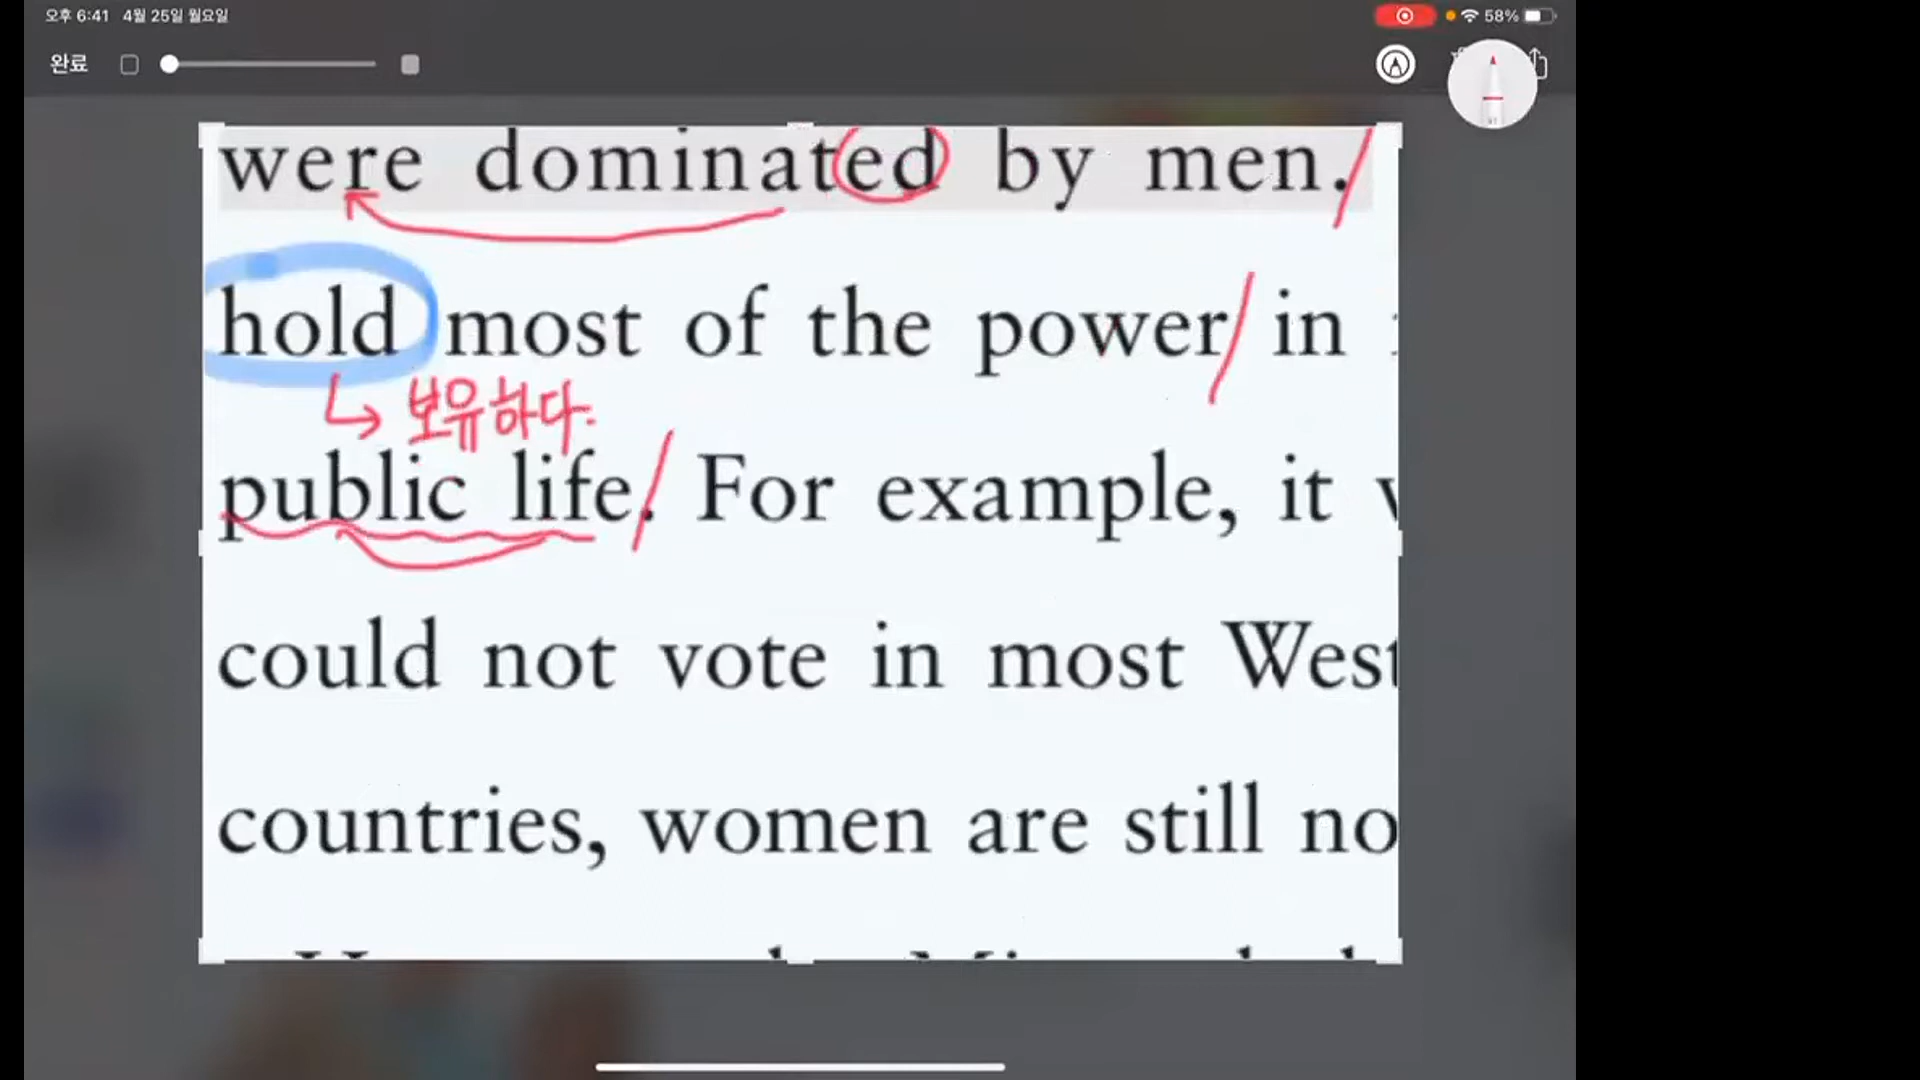 오후 6:41 4월 25일 월요일
58%
완료
were dominated by men.
hold most of the power in
보유하다.
public life. For example, it
could not vote in most West
countries, women are still no